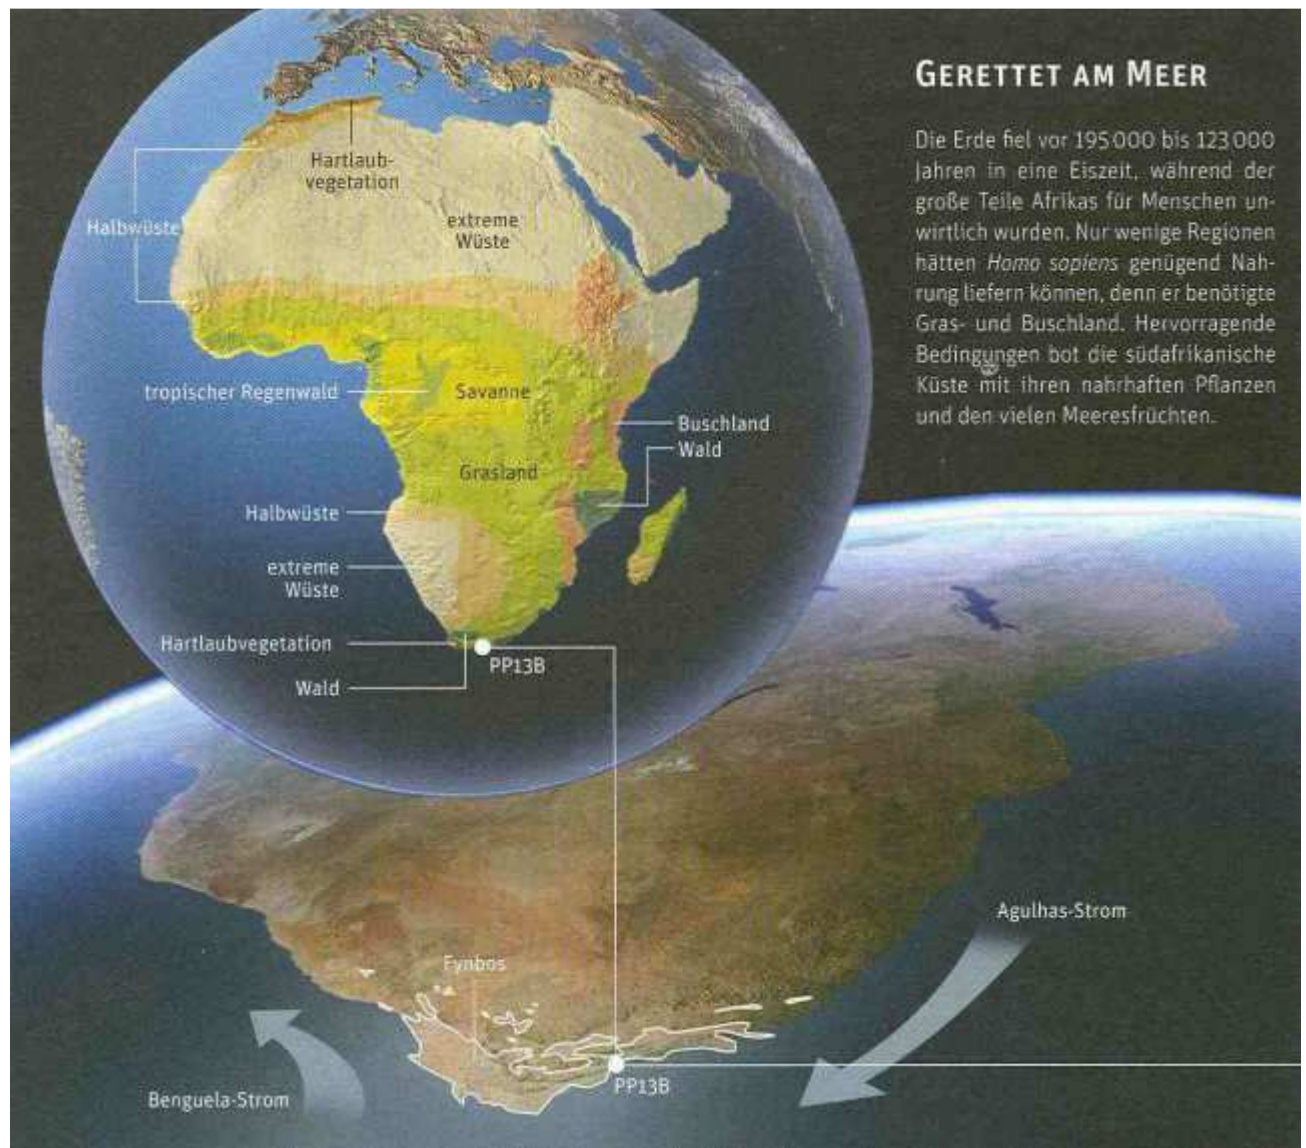 GERETTET AM MEER
Die Erde fiel vor 195 000 bis 123 000
Jahren in eine Eiszeit, während der
große Teile Afrikas für Menschen un-
wirtlich wurden. Nur wenige Regionen
hätten Homo sapiens genügend Nah-
rung liefern können, denn er benötigte
Gras- und Buschland. Hervorragende
Bedingungen bot die südafrikanische
Küste mit ihren nahrhaften Pflanzen
und den vielen Meeresfrüchten.
Hartlaub-
vegetation
Halbwüste
extreme
Wüste
tropischer Regenwald
Savanne
Buschland
Wald
Grasland
Halbwüste
extreme
Wüste
Hartlaubvegetation
PP13B
Wald
Agulhas-Strom
Fynbos
PP13B
Benguela-Strom